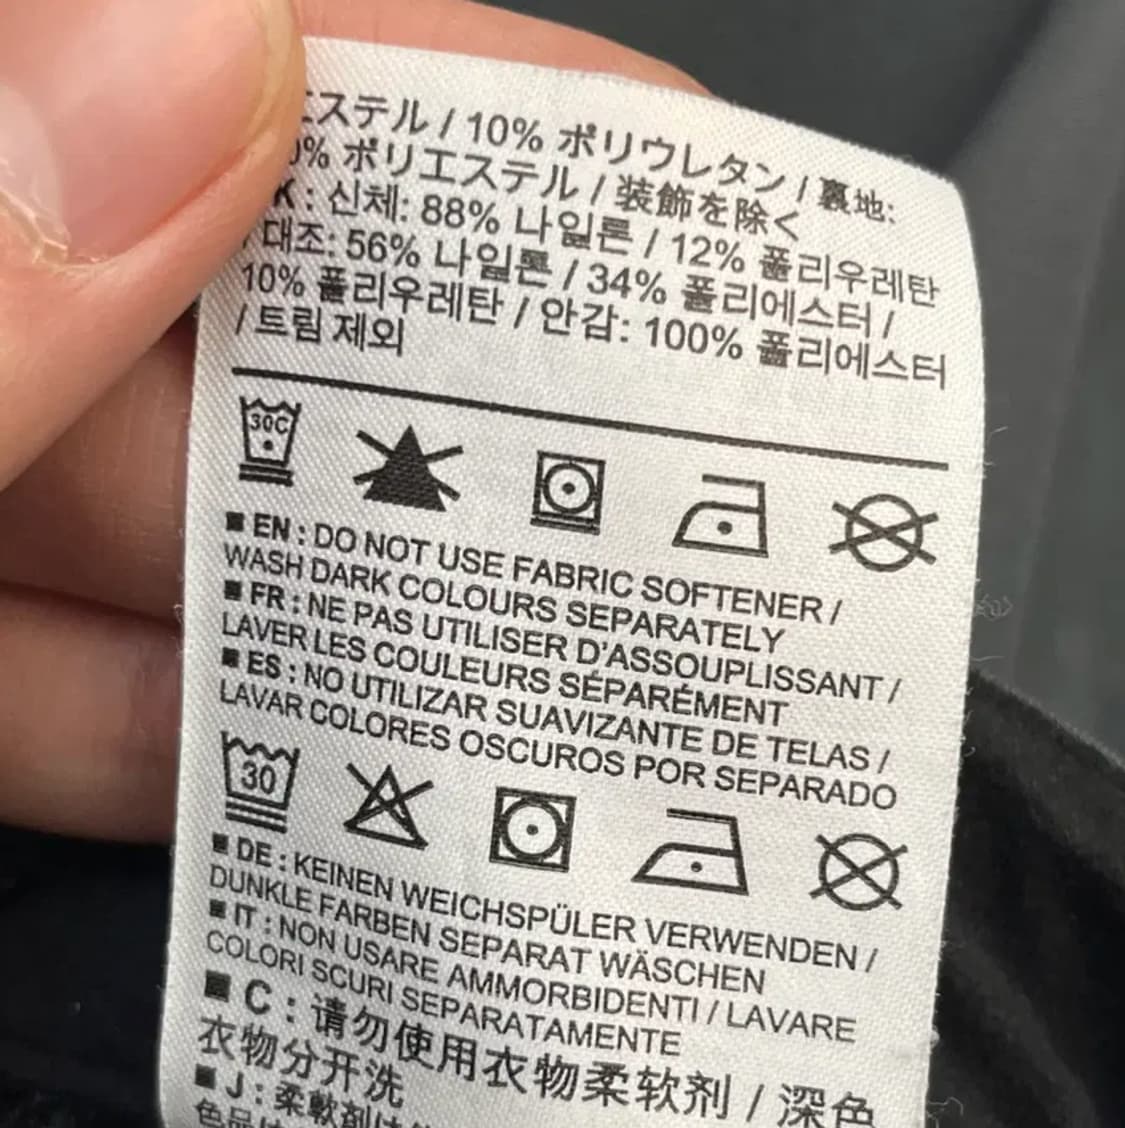 ステル / 10% ポリウレタン / 裏地:
% ポリエステル / 装飾を除く
K : 신체: 88% 나일론 / 12% 폴리우레탄
/ 대조: 56% 나일론 / 34% 폴리에스터 /
10% 폴리우레탄 / 안감: 100% 폴리에스터
/ 트림 제외
30C
■ EN : DO NOT USE FABRIC SOFTENER /
WASH DARK COLOURS SEPARATELY
■ FR : NE PAS UTILISER D'ASSOUPLISSANT /
LAVER LES COULEURS SÉPARÉMENT
■ ES : NO UTILIZAR SUAVIZANTE DE TELAS /
LAVAR COLORES OSCUROS POR SEPARADO
30
■ DE : KEINEN WEICHSPÜLER VERWENDEN /
DUNKLE FARBEN SEPARAT WÄSCHEN
■ IT : NON USARE AMMORBIDENTI / LAVARE
COLORI SCURI SEPARATAMENTE
■ C : 请勿使用衣物柔软剂 / 深色
衣物分开洗
■ J : 柔軟剤は
色品は